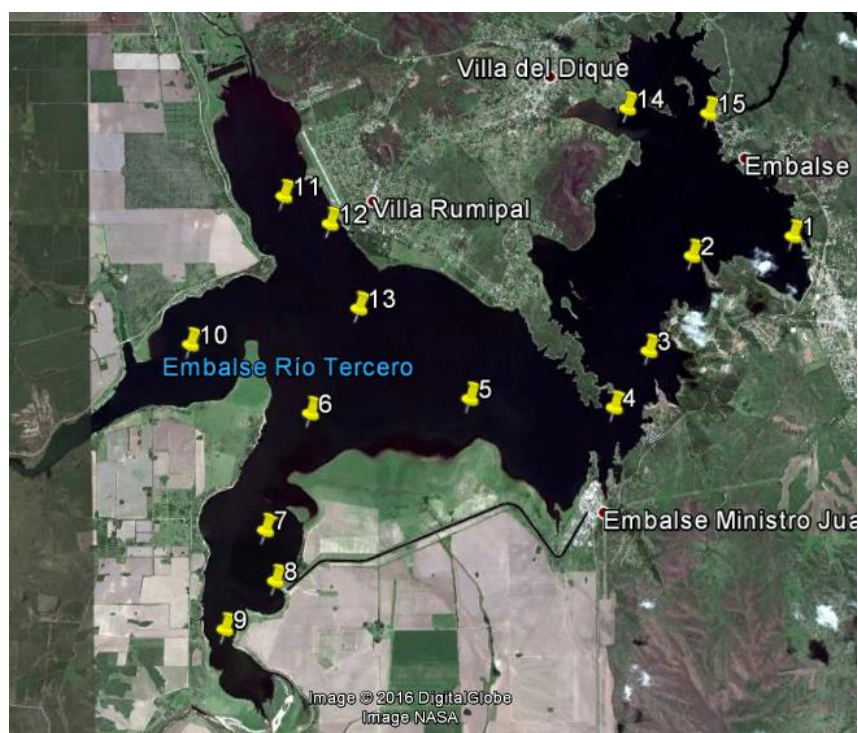 Villa del Dique
14
15
Embalse
11
Villa Rumipal
12
1
2
13
3
10
Embalse Río Tercero
5
4
6
Embalse Ministro Jua
7
8
9
Image © 2016 DigitalGlobe
Image NASA